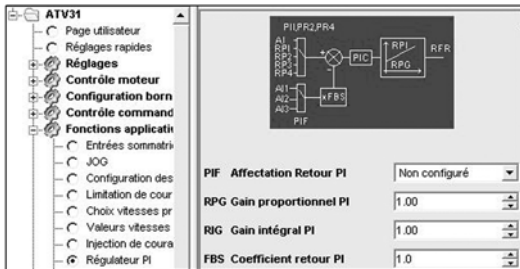 ATV31
Page utilisateur
Réglages rapides
Réglages
Contrôle moteur
Configuration born
Contrôle command
Fonctions applicati
Entrées sommatri
JOG
Configuration des
Limitation de cour
Choix vitesses pr
Valeurs vitesses
Injection de coura
Régulateur PI
PII,PR2,PR4
AI
RP1
RP2
RP3
RP4
PIC
RPI
RPG
RFR
AI1
AI2
AI3
xFBS
PIF
PIF Affectation Retour PI Non configuré
RPG Gain proportionnel PI 1.00
RIG Gain intégral PI 1.00
FBS Coefficient retour PI 1.0